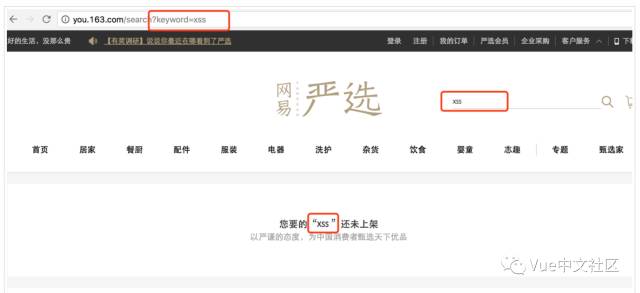 you.163.com/search?keyword=xss
好的生活，没那么贵 【有奖调研】说说你最近在哪看到了严选 登录 注册 我的订单 严选会员 企业采购 客户服务 下载
网易严选
xss
首页 居家 餐厨 配件 服装 电器 洗护 杂货 饮食 婴童 志趣 专题 甄选家
您要的“xss”还未上架
以严谨的态度，为中国消费者甄选天下优品
Vue中文社区